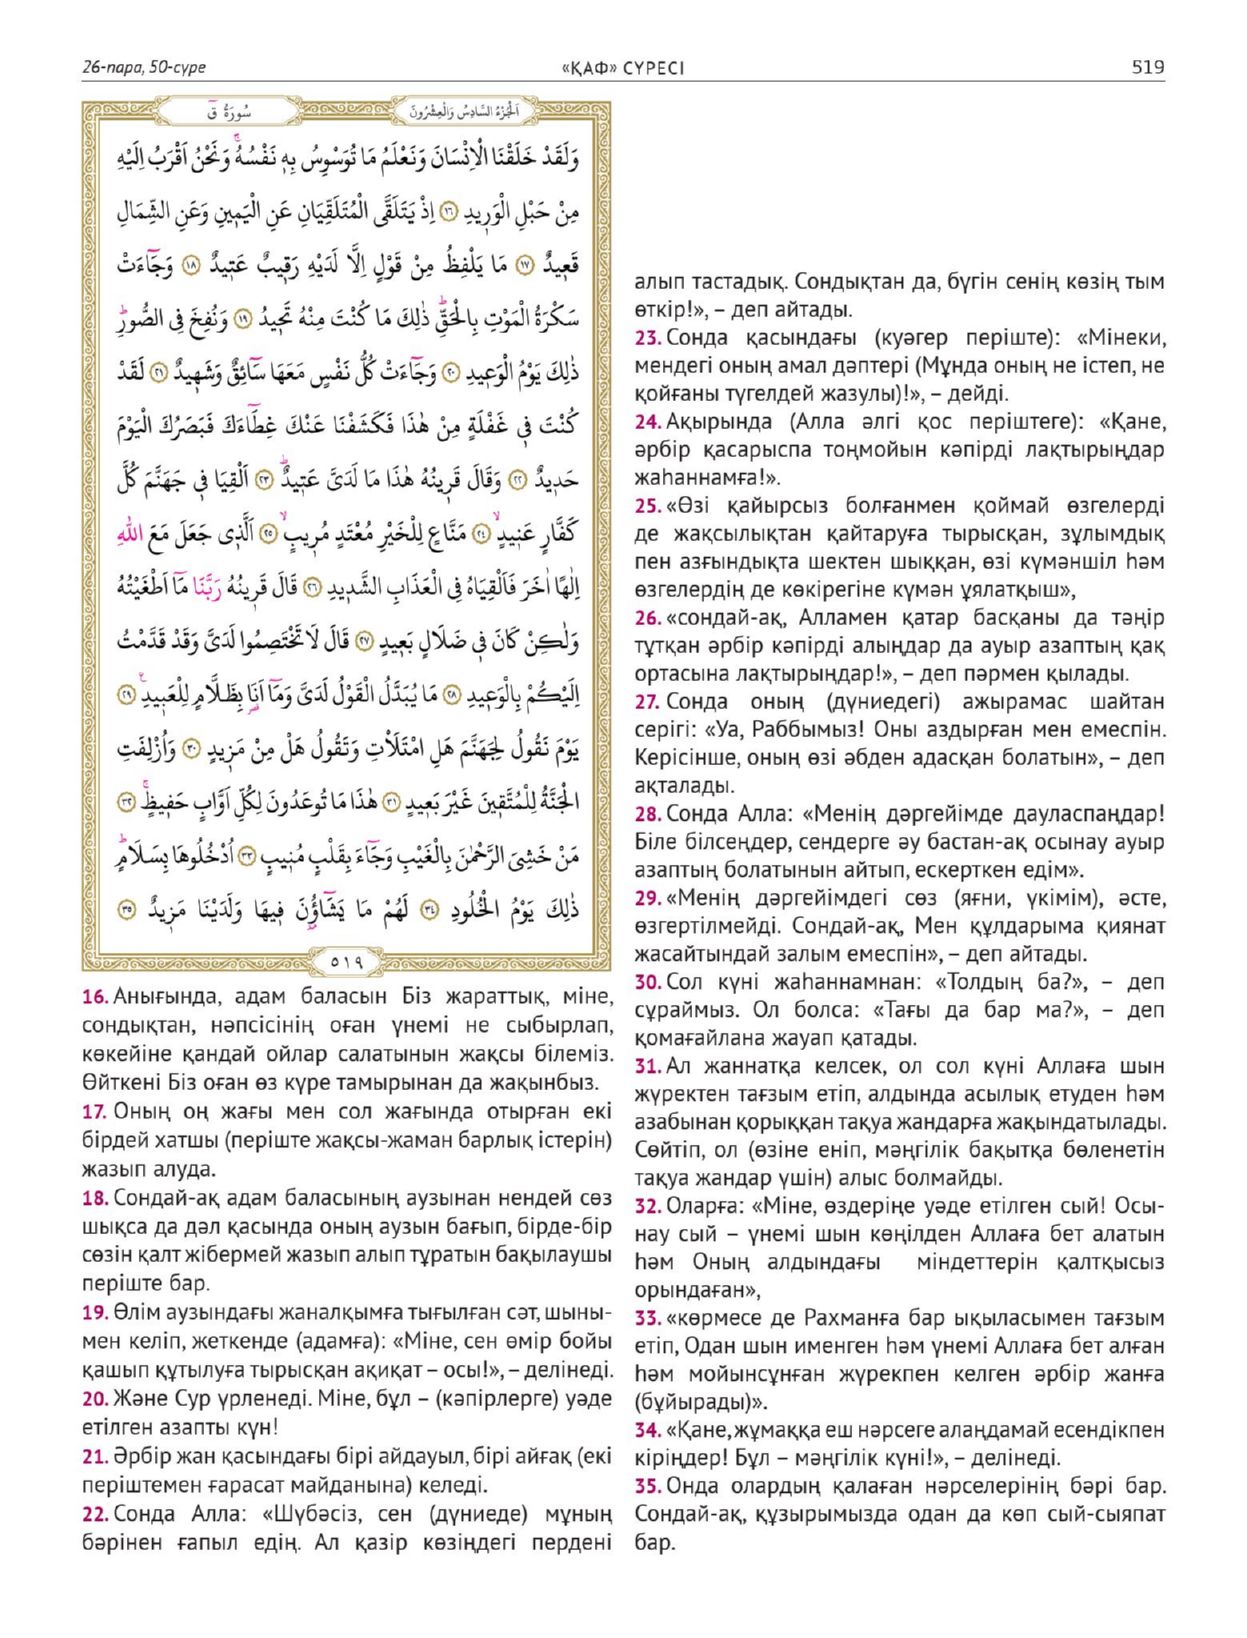 26-пара, 50-сүре
«ҚАФ» СҮРЕСІ
519
سُورَةُ قٓ
اَلْجُزْءُ السَّادِسُ وَالْعِشْرُونَ
وَلَقَدْ خَلَقْنَا الْاِنْسَانَ وَنَعْلَمُ مَا تُوَسْوِسُ بِهٖ نَفْسُهُۚ وَنَحْنُ اَقْرَبُ اِلَيْهِ
مِنْ حَبْلِ الْوَرٖيدِ ﴿١٦﴾ اِذْ يَتَلَقَّى الْمُتَلَقِّيَانِ عَنِ الْيَمٖينِ وَعَنِ الشِّمَالِ
قَعٖيدٌ ﴿١٧﴾ مَا يَلْفِظُ مِنْ قَوْلٍ اِلَّا لَدَيْهِ رَقٖيبٌ عَتٖيدٌ ﴿١٨﴾ وَجَٓاءَتْ
سَكْرَةُ الْمَوْتِ بِالْحَقِّؕ ذٰلِكَ مَا كُنْتَ مِنْهُ تَحٖيدُ ﴿١٩﴾ وَنُفِخَ فِى الصُّورِؕ
ذٰلِكَ يَوْمُ الْوَعٖيدِ ﴿٢٠﴾ وَجَٓاءَتْ كُلُّ نَفْسٍ مَعَهَا سَٓائِقٌ وَشَهٖيدٌ ﴿٢١﴾ لَقَدْ
كُنْتَ فٖى غَفْلَةٍ مِنْ هٰذَا فَكَشَفْنَا عَنْكَ غِطَٓاءَكَ فَبَصَرُكَ الْيَوْمَ
حَدٖيدٌ ﴿٢٢﴾ وَقَالَ قَرٖينُهُ هٰذَا مَا لَدَىَّ عَتٖيدٌؕ ﴿٢٣﴾ اَلْقِيَا فٖى جَهَنَّمَ كُلَّ
كَفَّارٍ عَنٖيدٍۙ ﴿٢٤﴾ مَنَّاعٍ لِلْخَيْرِ مُعْتَدٍ مُرٖيبٍۙ ﴿٢٥﴾ اَلَّذٖى جَعَلَ مَعَ اللّٰهِ
اِلٰهًا اٰخَرَ فَاَلْقِيَاهُ فِى الْعَذَابِ الشَّدٖيدِ ﴿٢٦﴾ قَالَ قَرٖينُهُ رَبَّنَا مَٓا اَطْغَيْتُهُ
وَلٰكِنْ كَانَ فٖى ضَلَالٍ بَعٖيدٍ ﴿٢٧﴾ قَالَ لَا تَخْتَصِمُوا لَدَىَّ وَقَدْ قَدَّمْتُ
اِلَيْكُمْ بِالْوَعٖيدِ ﴿٢٨﴾ مَا يُبَدَّلُ الْقَوْلُ لَدَىَّ وَمَٓا اَنَا بِظَلَّامٍ لِلْعَبٖيدِࣖ ﴿٢٩﴾
يَوْمَ نَقُولُ لِجَهَنَّمَ هَلِ امْتَلَأْتِ وَتَقُولُ هَلْ مِنْ مَزٖيدٍ ﴿٣٠﴾ وَاُزْلِفَتِ
الْجَنَّةُ لِلْمُتَّقٖينَ غَيْرَ بَعٖيدٍ ﴿٣١﴾ هٰذَا مَا تُوعَدُونَ لِكُلِّ اَوَّابٍ حَفٖيظٍۚ ﴿٣٢﴾
مَنْ خَشِىَ الرَّحْمٰنَ بِالْغَيْبِ وَجَٓاءَ بِقَلْبٍ مُنٖيبٍ ﴿٣٣﴾ اُدْخُلُوهَا بِسَلَامٍؕ
ذٰلِكَ يَوْمُ الْخُلُودِ ﴿٣٤﴾ لَهُمْ مَا يَشَٓاؤُ۫نَ فٖيهَا وَلَدَيْنَا مَزٖيدٌ ﴿٣٥﴾
٥١٩
16. Анығында, адам баласын Біз жараттық, міне,
сондықтан, нәпсісінің оған үнемі не сыбырлап,
көкейіне қандай ойлар салатынын жақсы білеміз.
Өйткені Біз оған өз күре тамырынан да жақынбыз.
17. Оның оң жағы мен сол жағында отырған екі
бірдей хатшы (періште жақсы-жаман барлық істерін)
жазып алуда.
18. Сондай-ақ адам баласының аузынан нендей сөз
шықса да дәл қасында оның аузын бағып, бірде-бір
сөзін қалт жібермей жазып алып тұратын бақылаушы
періште бар.
19. Өлім аузындағы жаналқымға тығылған сәт, шыны-
мен келіп, жеткенде (адамға): «Міне, сен өмір бойы
қашып құтылуға тырысқан ақиқат – осы!», – делінеді.
20. Және Сур үрленеді. Міне, бұл – (кәпірлерге) уәде
етілген азапты күн!
21. Әрбір жан қасындағы бірі айдауыл, бірі айғақ (екі
періштемен ғарасат майданына) келеді.
22. Сонда Алла: «Шүбәсіз, сен (дүниеде) мұның
бәрінен ғапыл едің. Ал қазір көзіңдегі пердені
алып тастадық. Сондықтан да, бүгін сенің көзің тым
өткір!», – деп айтады.
23. Сонда қасындағы (куәгер періште): «Мінеки,
мендегі оның амал дәптері (Мұнда оның не істеп, не
қойғаны түгелдей жазулы)!», – дейді.
24. Ақырында (Алла әлгі қос періштеге): «Қане,
әрбір қасарыспа тоңмойын кәпірді лақтырыңдар
жаһаннамға!».
25. «Өзі қайырсыз болғанмен қоймай өзгелерді
де жақсылықтан қайтаруға тырысқан, зұлымдық
пен азғындықта шектен шыққан, өзі күмәншіл һәм
өзгелердің де көкірегіне күмән ұялатқыш»,
26. «сондай-ақ, Алламен қатар басқаны да тәңір
тұтқан әрбір кәпірді алыңдар да ауыр азаптың қақ
ортасына лақтырыңдар!», – деп пәрмен қылады.
27. Сонда оның (дүниедегі) ажырамас шайтан
серігі: «Уа, Раббымыз! Оны аздырған мен емеспін.
Керісінше, оның өзі әбден адасқан болатын», – деп
ақталады.
28. Сонда Алла: «Менің дәргейімде дауласпаңдар!
Біле білсеңдер, сендерге әу бастан-ақ осынау ауыр
азаптың болатынын айтып, ескерткен едім».
29. «Менің дәргейімдегі сөз (яғни, үкімім), әсте,
өзгертілмейді. Сондай-ақ, Мен құлдарыма қиянат
жасайтындай залым емеспін», – деп айтады.
30. Сол күні жаһаннамнан: «Толдың ба?», – деп
сұраймыз. Ол болса: «Тағы да бар ма?», – деп
қомағайлана жауап қатады.
31. Ал жаннатқа келсек, ол сол күні Аллаға шын
жүректен тағзым етіп, алдында асылық етуден һәм
азабынан қорыққан тақуа жандарға жақындатылады.
Сөйтіп, ол (өзіне еніп, мәңгілік бақытқа бөленетін
тақуа жандар үшін) алыс болмайды.
32. Оларға: «Міне, өздеріңе уәде етілген сый! Осы-
нау сый – үнемі шын көңілден Аллаға бет алатын
һәм Оның алдындағы міндеттерін қалтқысыз
орындаған»,
33. «көрмесе де Рахманға бар ықыласымен тағзым
етіп, Одан шын именген һәм үнемі Аллаға бет алған
һәм мойынсұнған жүрекпен келген әрбір жанға
(бұйырады)».
34. «Қане, жұмаққа еш нәрсеге алаңдамай есендікпен
кіріңдер! Бұл – мәңгілік күні!», – делінеді.
35. Онда олардың қалаған нәрселерінің бәрі бар.
Сондай-ақ, құзырымызда одан да көп сый-сыяпат
бар.